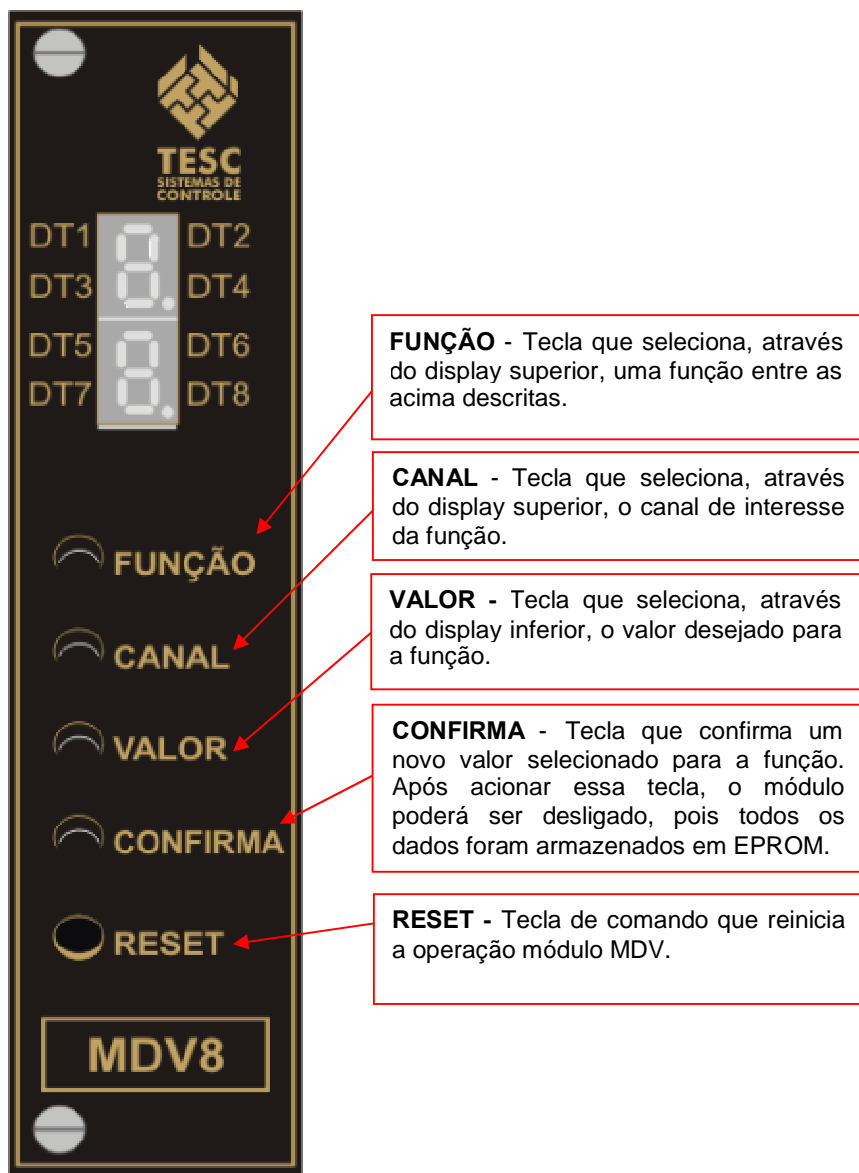 TESC
SISTEMAS DE
CONTROLE
DT1 DT2
DT3 DT4
DT5 DT6
DT7 DT8
FUNÇÃO
CANAL
VALOR
CONFIRMA
RESET
MDV8
FUNÇÃO - Tecla que seleciona, através
do display superior, uma função entre as
acima descritas.
CANAL - Tecla que seleciona, através
do display superior, o canal de interesse
da função.
VALOR - Tecla que seleciona, através
do display inferior, o valor desejado para
a função.
CONFIRMA - Tecla que confirma um
novo valor selecionado para a função.
Após acionar essa tecla, o módulo
poderá ser desligado, pois todos os
dados foram armazenados em EPROM.
RESET - Tecla de comando que reinicia
a operação módulo MDV.